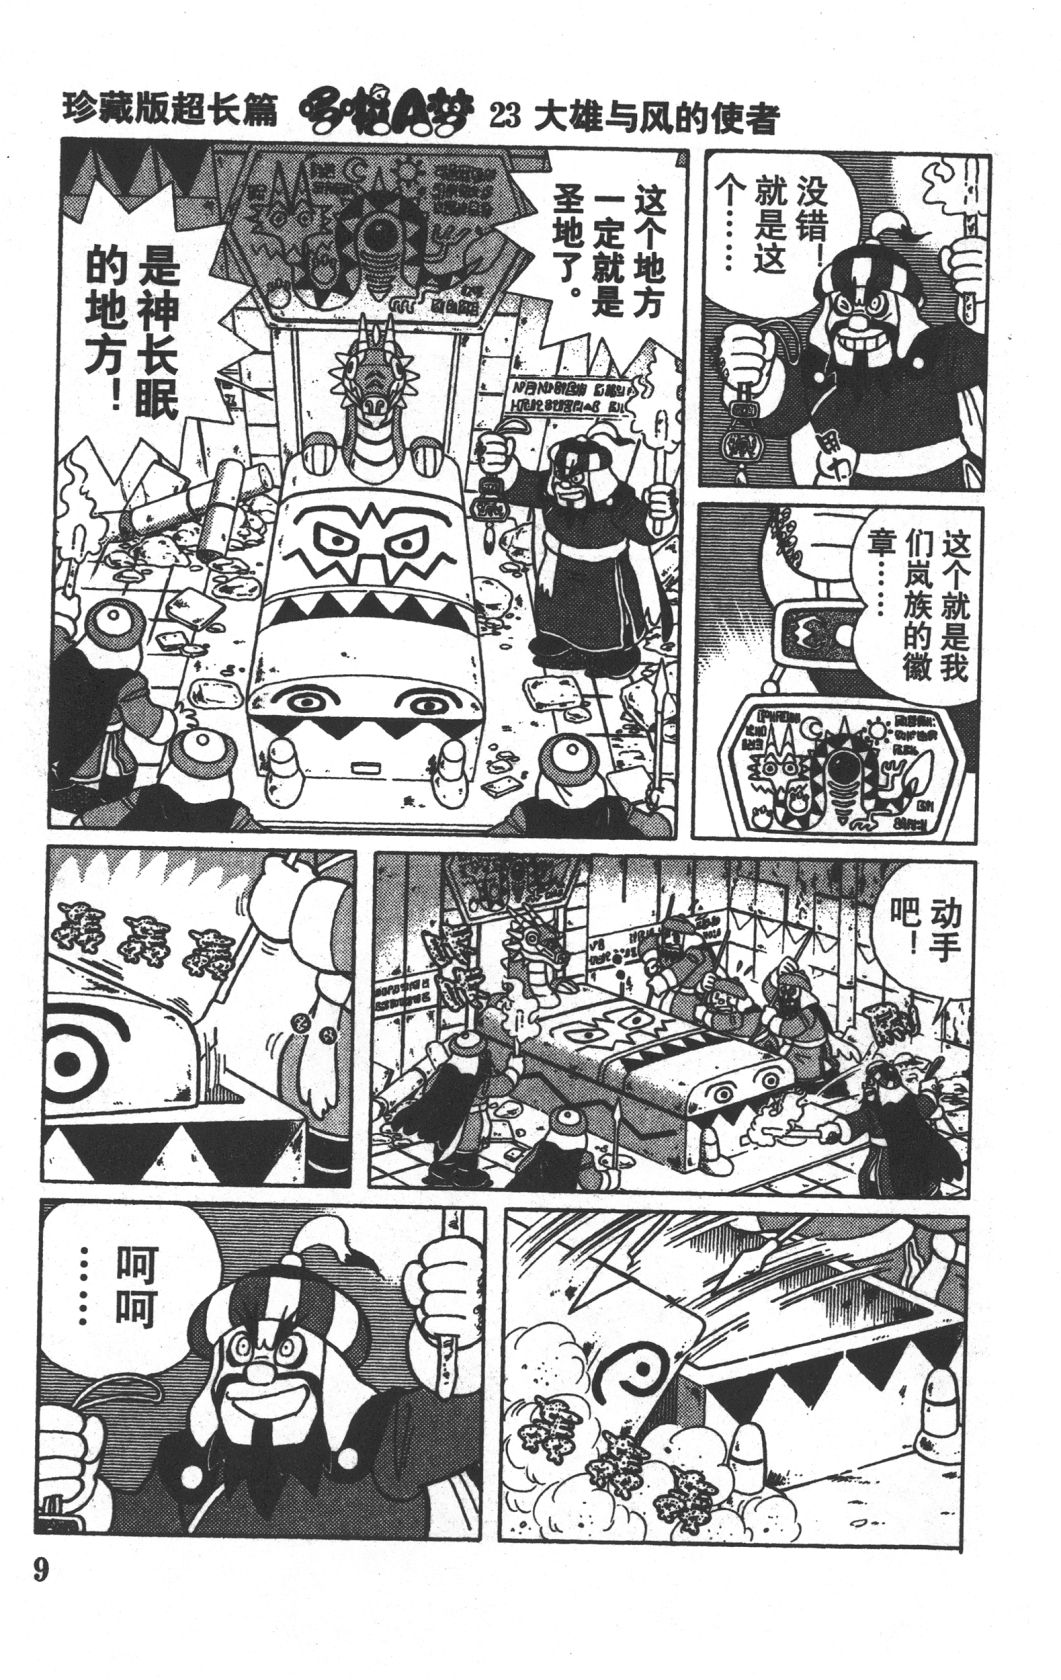 珍藏版超长篇 哆啦A梦 23 大雄与风的使者
没错！
就是这
个……
这个地方
一定就是
圣地了。
是神长眠
的地方！
这个就是我
们岚族的徽
章……
动手
吧！
呵呵
……
9